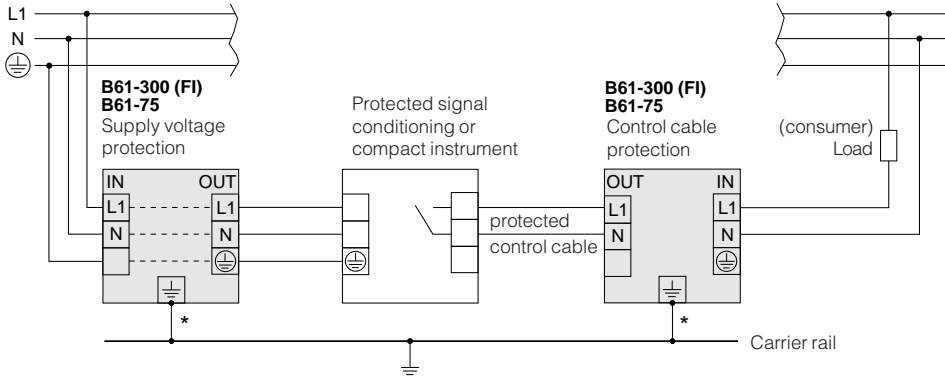 L1
N
B61-300 (FI)
B61-75
Supply voltage
protection
IN OUT
L1 L1
N N
*
Protected signal
conditioning or
compact instrument
protected
control cable
B61-300 (FI)
B61-75
Control cable
protection
OUT IN
L1 L1
N N
*
(consumer)
Load
Carrier rail